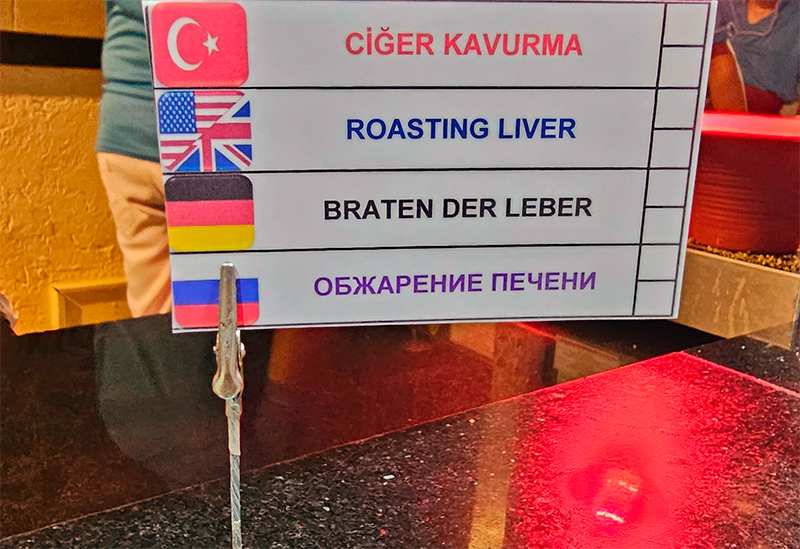 CİĞER KAVURMA
ROASTING LIVER
BRATEN DER LEBER
ОБЖАРЕНИЕ ПЕЧЕНИ